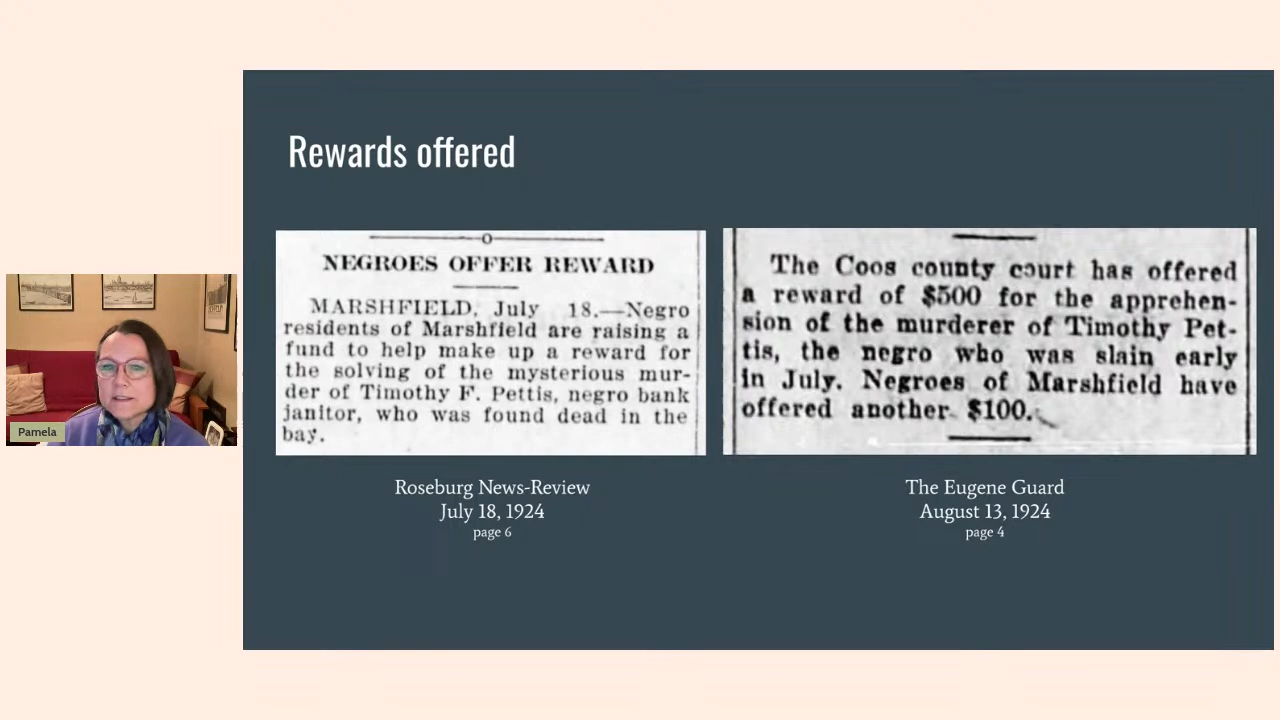 Rewards offered
NEGROES OFFER REWARD
MARSHFIELD, July 18.—Negro
residents of Marshfield are raising a
fund to help make up a reward for
the solving of the mysterious mur-
der of Timothy F. Pettis, negro bank
janitor, who was found dead in the
bay.
The Coos county court has offered
a reward of $500 for the apprehen-
sion of the murderer of Timothy Pet-
tis, the negro who was slain early
in July. Negroes of Marshfield have
offered another $100.
Roseburg News-Review
July 18, 1924
page 6
The Eugene Guard
August 13, 1924
page 4
Pamela